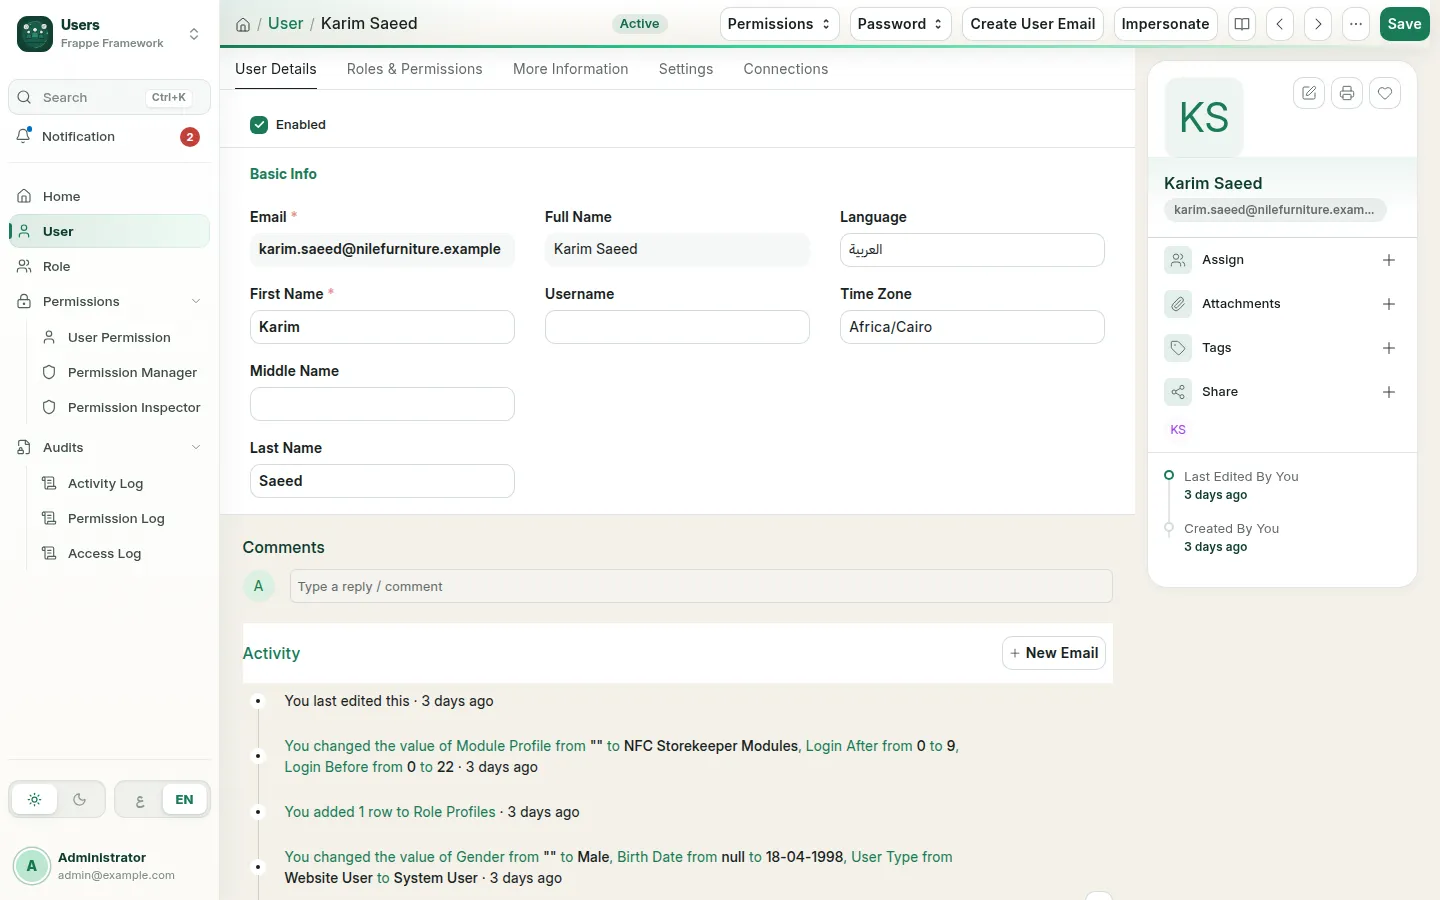 Users
Frappe Framework
Search
Ctrl+K
Notification
2
Home
User
Role
Permissions
User Permission
Permission Manager
Permission Inspector
Audits
Activity Log
Permission Log
Access Log
ع
EN
A
Administrator
admin@example.com
/ User / Karim Saeed
Active
Permissions
Password
Create User Email
Impersonate
Save
User Details
Roles & Permissions
More Information
Settings
Connections
Enabled
Basic Info
Email *
karim.saeed@nilefurniture.example
Full Name
Karim Saeed
Language
العربية
First Name *
Karim
Username
Time Zone
Africa/Cairo
Middle Name
Last Name
Saeed
Comments
A
Type a reply / comment
Activity
New Email
You last edited this · 3 days ago
You changed the value of Module Profile from "" to NFC Storekeeper Modules, Login After from 0 to 9,
Login Before from 0 to 22 · 3 days ago
You added 1 row to Role Profiles · 3 days ago
You changed the value of Gender from "" to Male, Birth Date from null to 18-04-1998, User Type from
Website User to System User · 3 days ago
KS
Karim Saeed
karim.saeed@nilefurniture.exam...
Assign
Attachments
Tags
Share
KS
Last Edited By You
3 days ago
Created By You
3 days ago